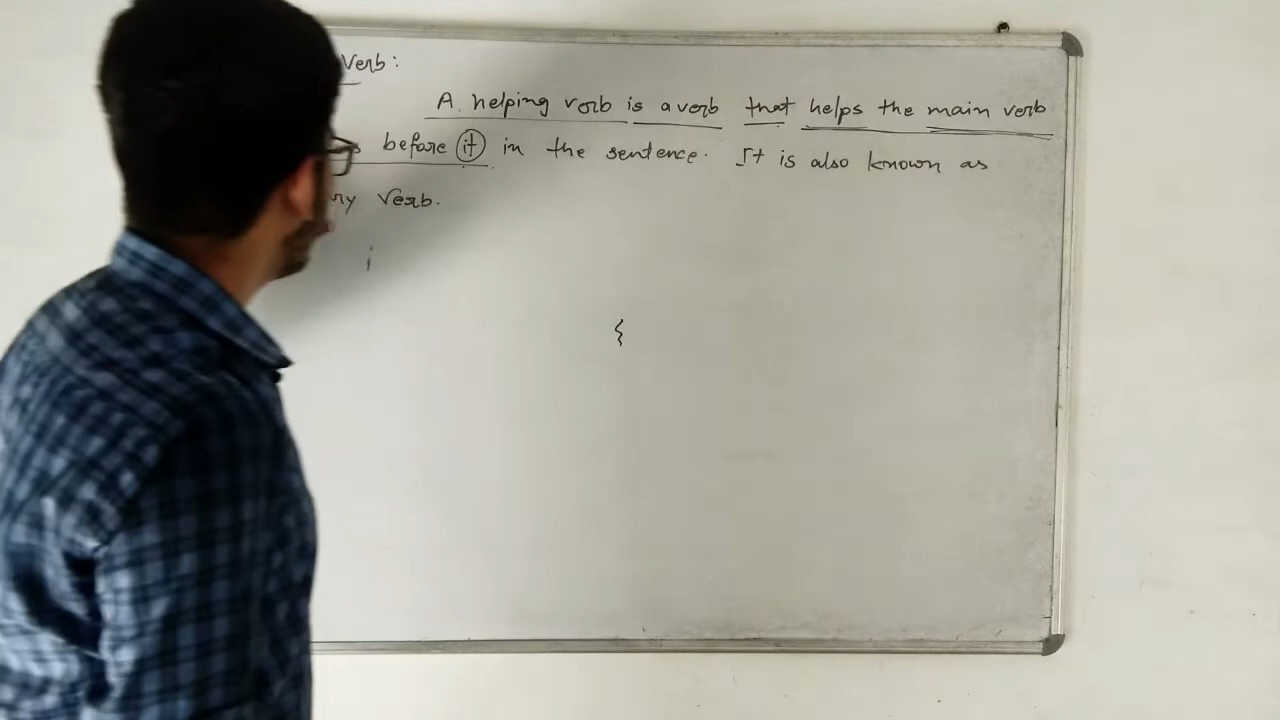 Verb:
A helping verb is a verb that helps the main verb
before it in the sentence. It is also known as
ry Verb.
i
{